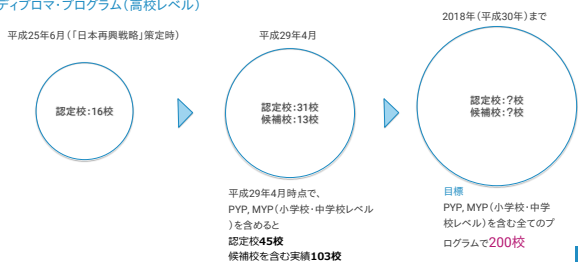 ディプロマ・プログラム（高校レベル）
平成25年6月（「日本再興戦略」策定時）
認定校：16校
平成29年4月
認定校：31校
候補校：13校
平成29年4月時点で、
PYP, MYP（小学校・中学校レベル
）を含めると
認定校45校
候補校を含む実績103校
2018年（平成30年）まで
認定校：？校
候補校：？校
目標
PYP, MYP（小学校・中学
校レベル）を含む全てのプ
ログラムで200校